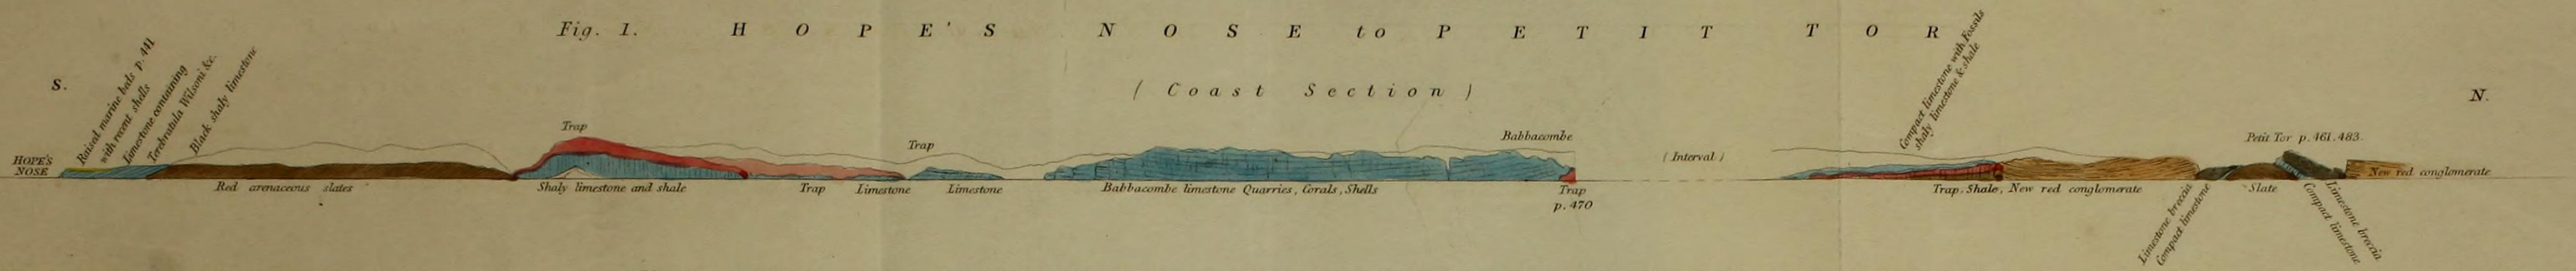 Fig. 1. HOPE'S NOSE to PETIT TOR
(Coast Section)
S.
N.
HOPE'S
NOSE
Raised marine beds p. 441
with recent shells
Limestone containing
Terebratula Wilsoni &c.
Black shaly limestone
Red arenaceous slates
Trap
Shaly limestone and shale
Trap
Limestone
Trap
Limestone
Babbacombe limestone Quarries, Corals, Shells
Babbacombe
Trap
p. 470
(Interval)
Compact limestone with Fossils
shaly limestone & shale
Trap, Shale, New red conglomerate
Limestone breccia
Compact limestone
Petit Tor p. 461. 483.
Slate
Limestone breccia
Compact limestone
New red conglomerate